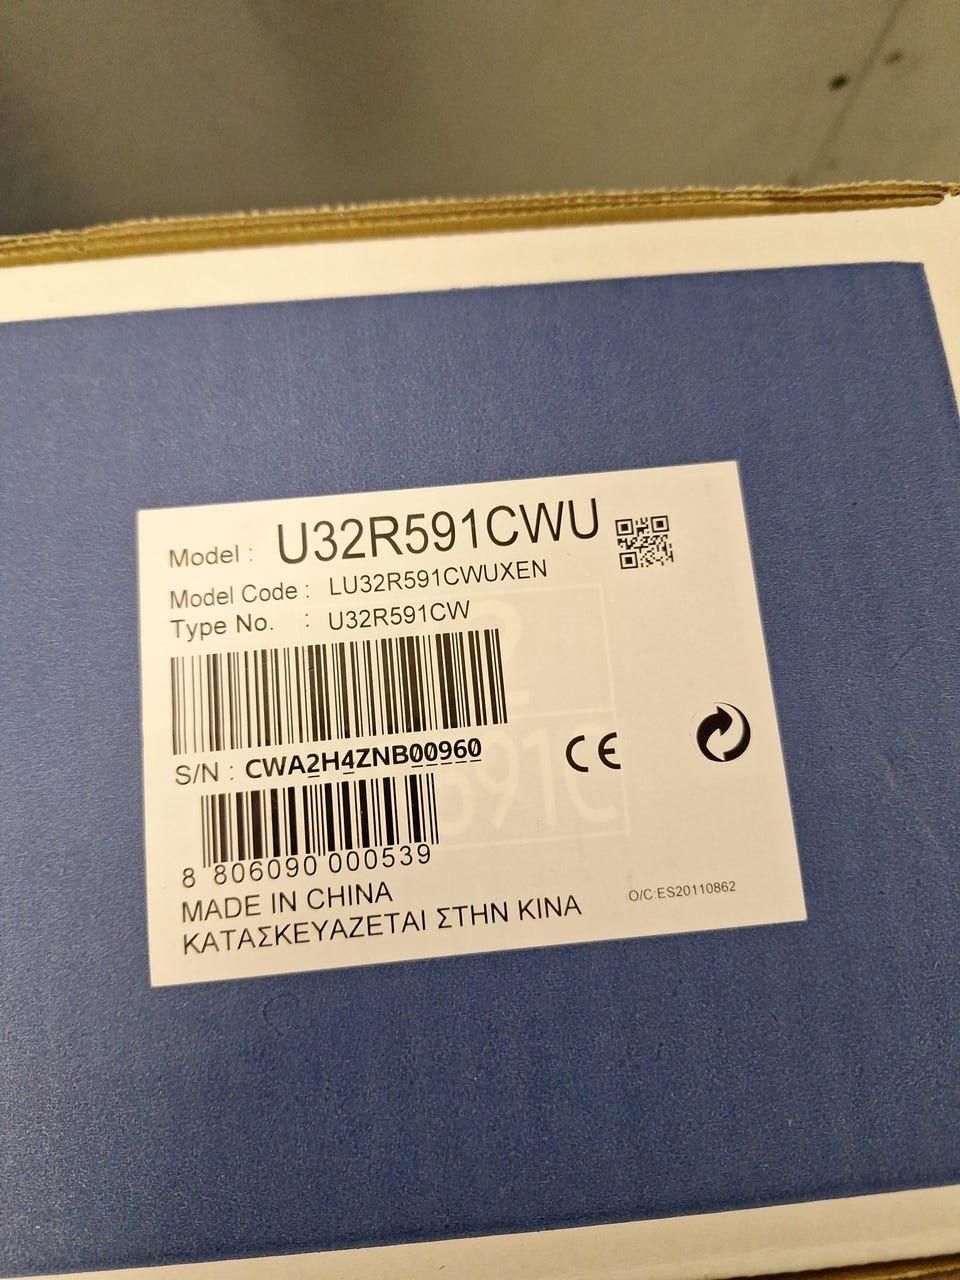 Model : U32R591CWU
Model Code : LU32R591CWUXEN
Type No. : U32R591CW
S/N : CWA2H4ZNB00960
8 806090 000539
MADE IN CHINA
ΚΑΤΑΣΚΕΥΑΖΕΤΑΙ ΣΤΗΝ ΚΙΝΑ
CE
O/C:ES20110862